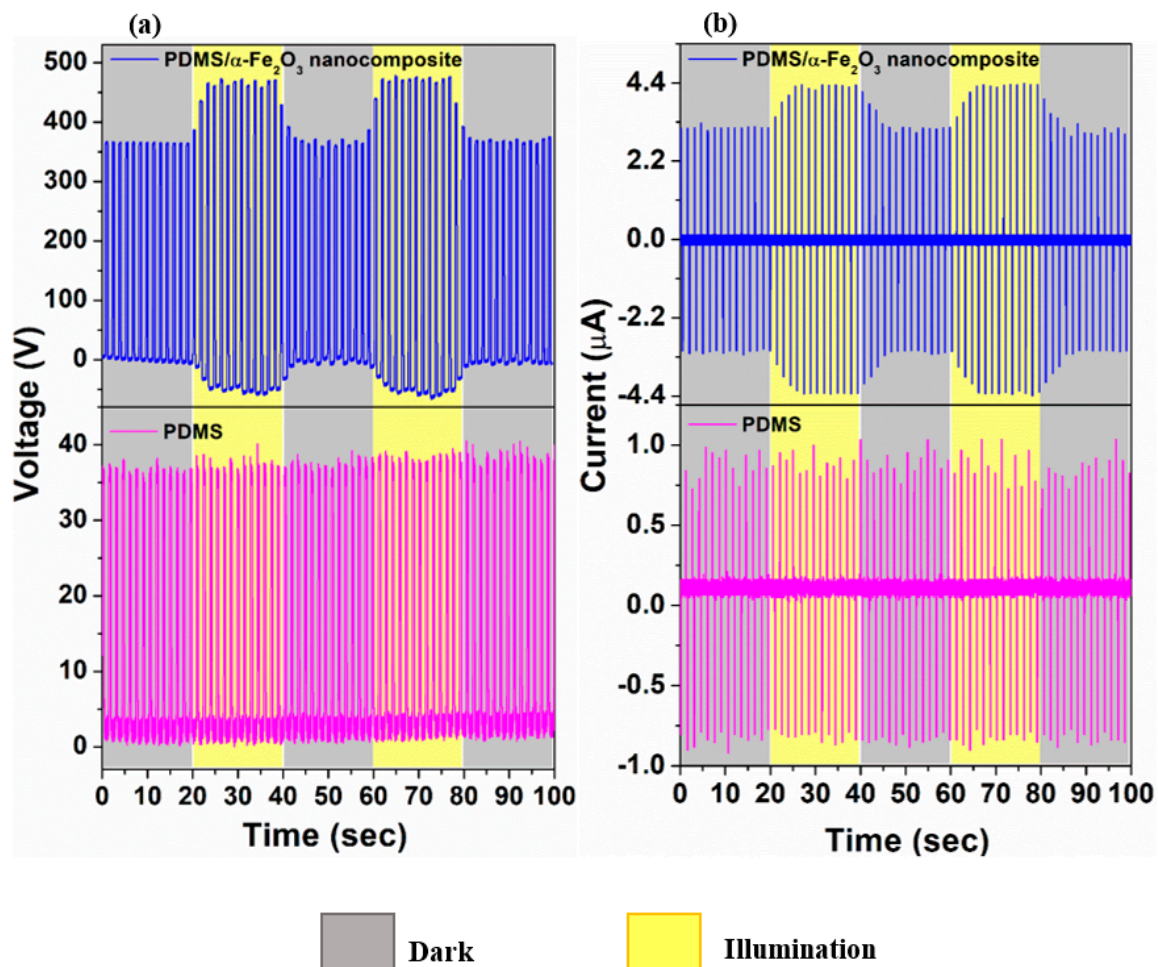 (a)
PDMS/α-Fe₂O₃ nanocomposite
500
400
300
200
100
0
PDMS
40
30
20
10
0
Voltage (V)
0 10 20 30 40 50 60 70 80 90 100
Time (sec)
(b)
PDMS/α-Fe₂O₃ nanocomposite
4.4
2.2
0.0
-2.2
-4.4
PDMS
1.0
0.5
0.0
-0.5
-1.0
Current (μA)
0 10 20 30 40 50 60 70 80 90 100
Time (sec)
Dark
Illumination